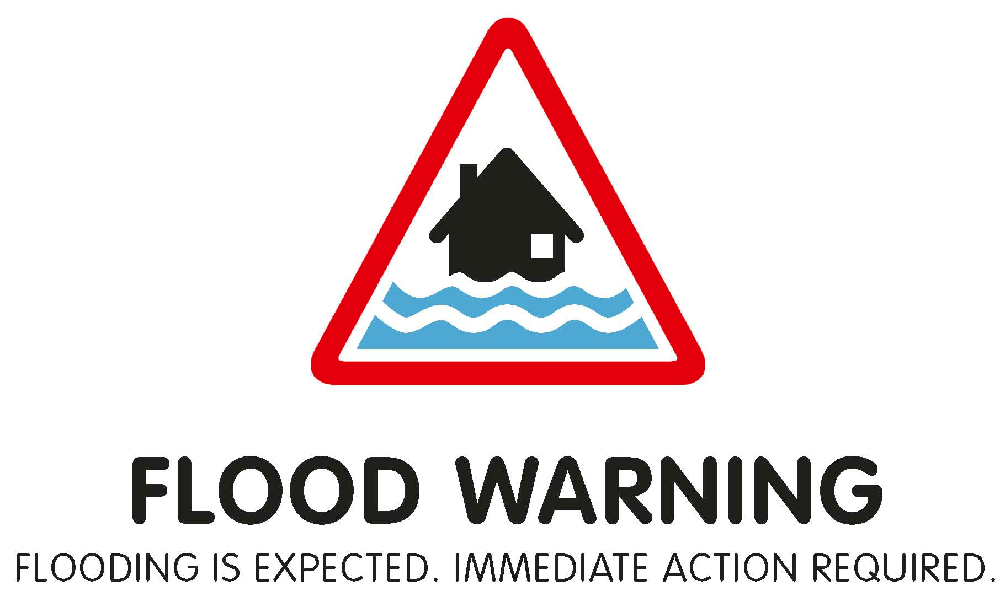 FLOOD WARNING
FLOODING IS EXPECTED. IMMEDIATE ACTION REQUIRED.